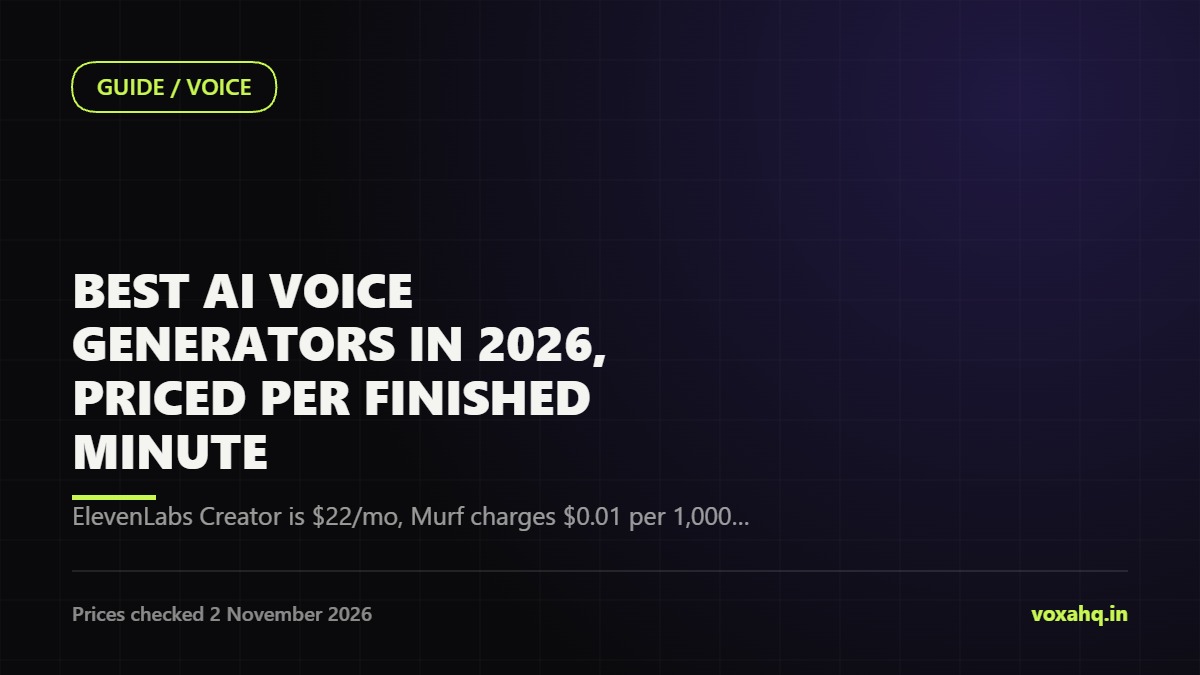 GUIDE / VOICE
BEST AI VOICE
GENERATORS IN 2026,
PRICED PER FINISHED
MINUTE
ElevenLabs Creator is $22/mo, Murf charges $0.01 per 1,000...
Prices checked 2 November 2026
voxahq.in